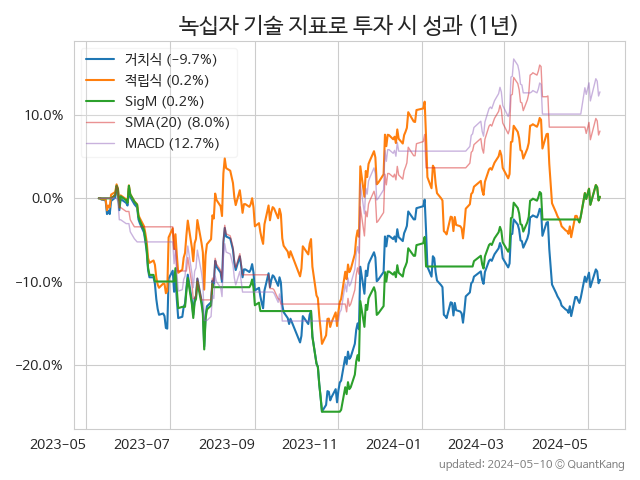 녹십자 기술 지표로 투자 시 성과 (1년)
거치식 (−9.7%)
적립식 (0.2%)
SigM (0.2%)
SMA(20) (8.0%)
MACD (12.7%)
10.0%
0.0%
−10.0%
−20.0%
2023-05 2023-07 2023-09 2023-11 2024-01 2024-03 2024-05
updated: 2024-05-10 © QuantKang